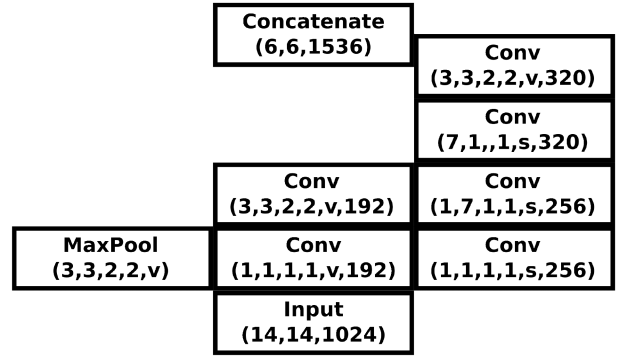 Concatenate
(6,6,1536)
Conv
(3,3,2,2,v,320)
Conv
(7,1,,1,s,320)
Conv
(3,3,2,2,v,192)
Conv
(1,7,1,1,s,256)
MaxPool
(3,3,2,2,v)
Conv
(1,1,1,1,v,192)
Conv
(1,1,1,1,s,256)
Input
(14,14,1024)